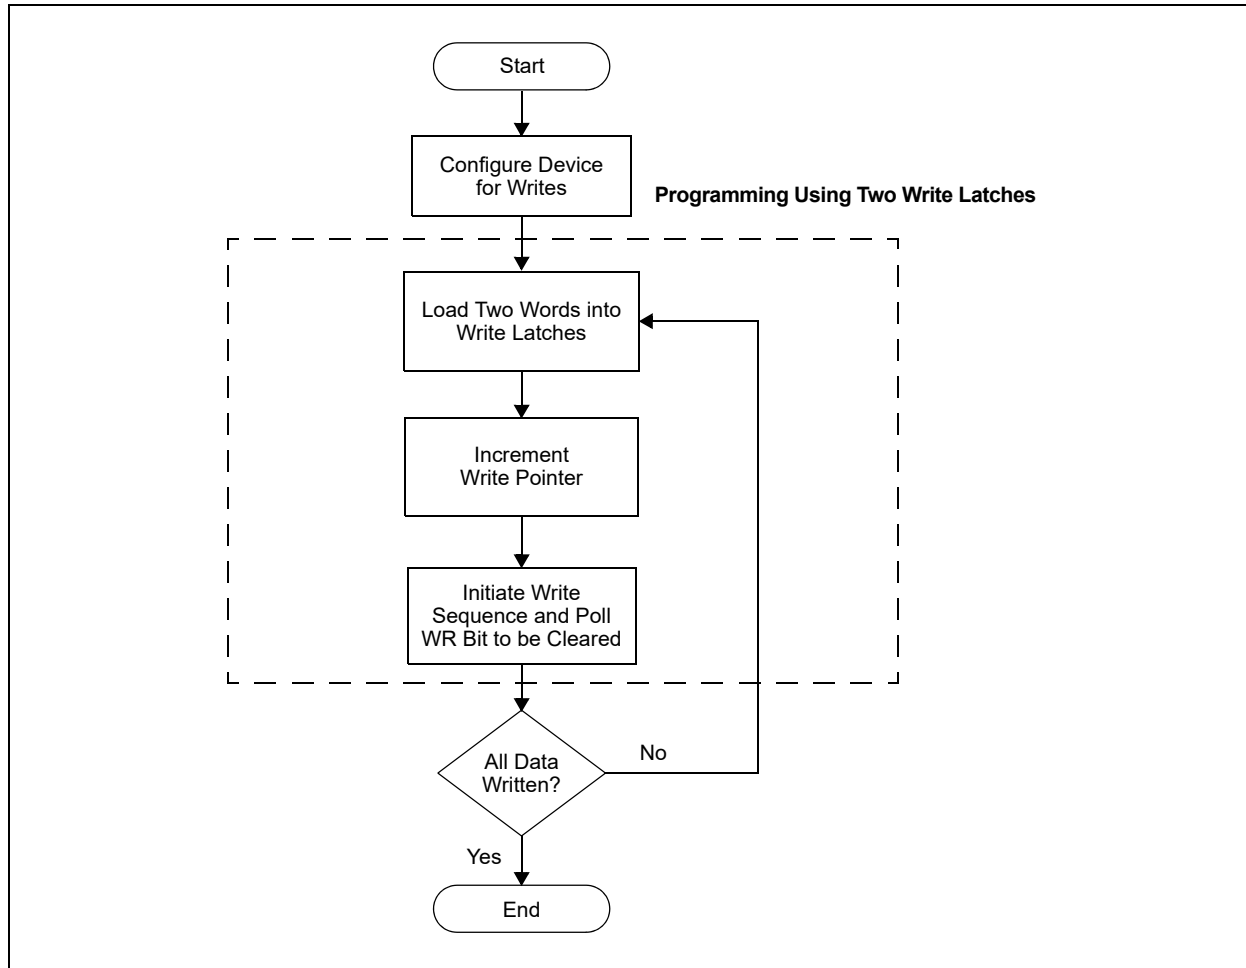 Start
Configure Device
for Writes
Programming Using Two Write Latches
Load Two Words into
Write Latches
Increment
Write Pointer
Initiate Write
Sequence and Poll
WR Bit to be Cleared
All Data
Written?
No
Yes
End